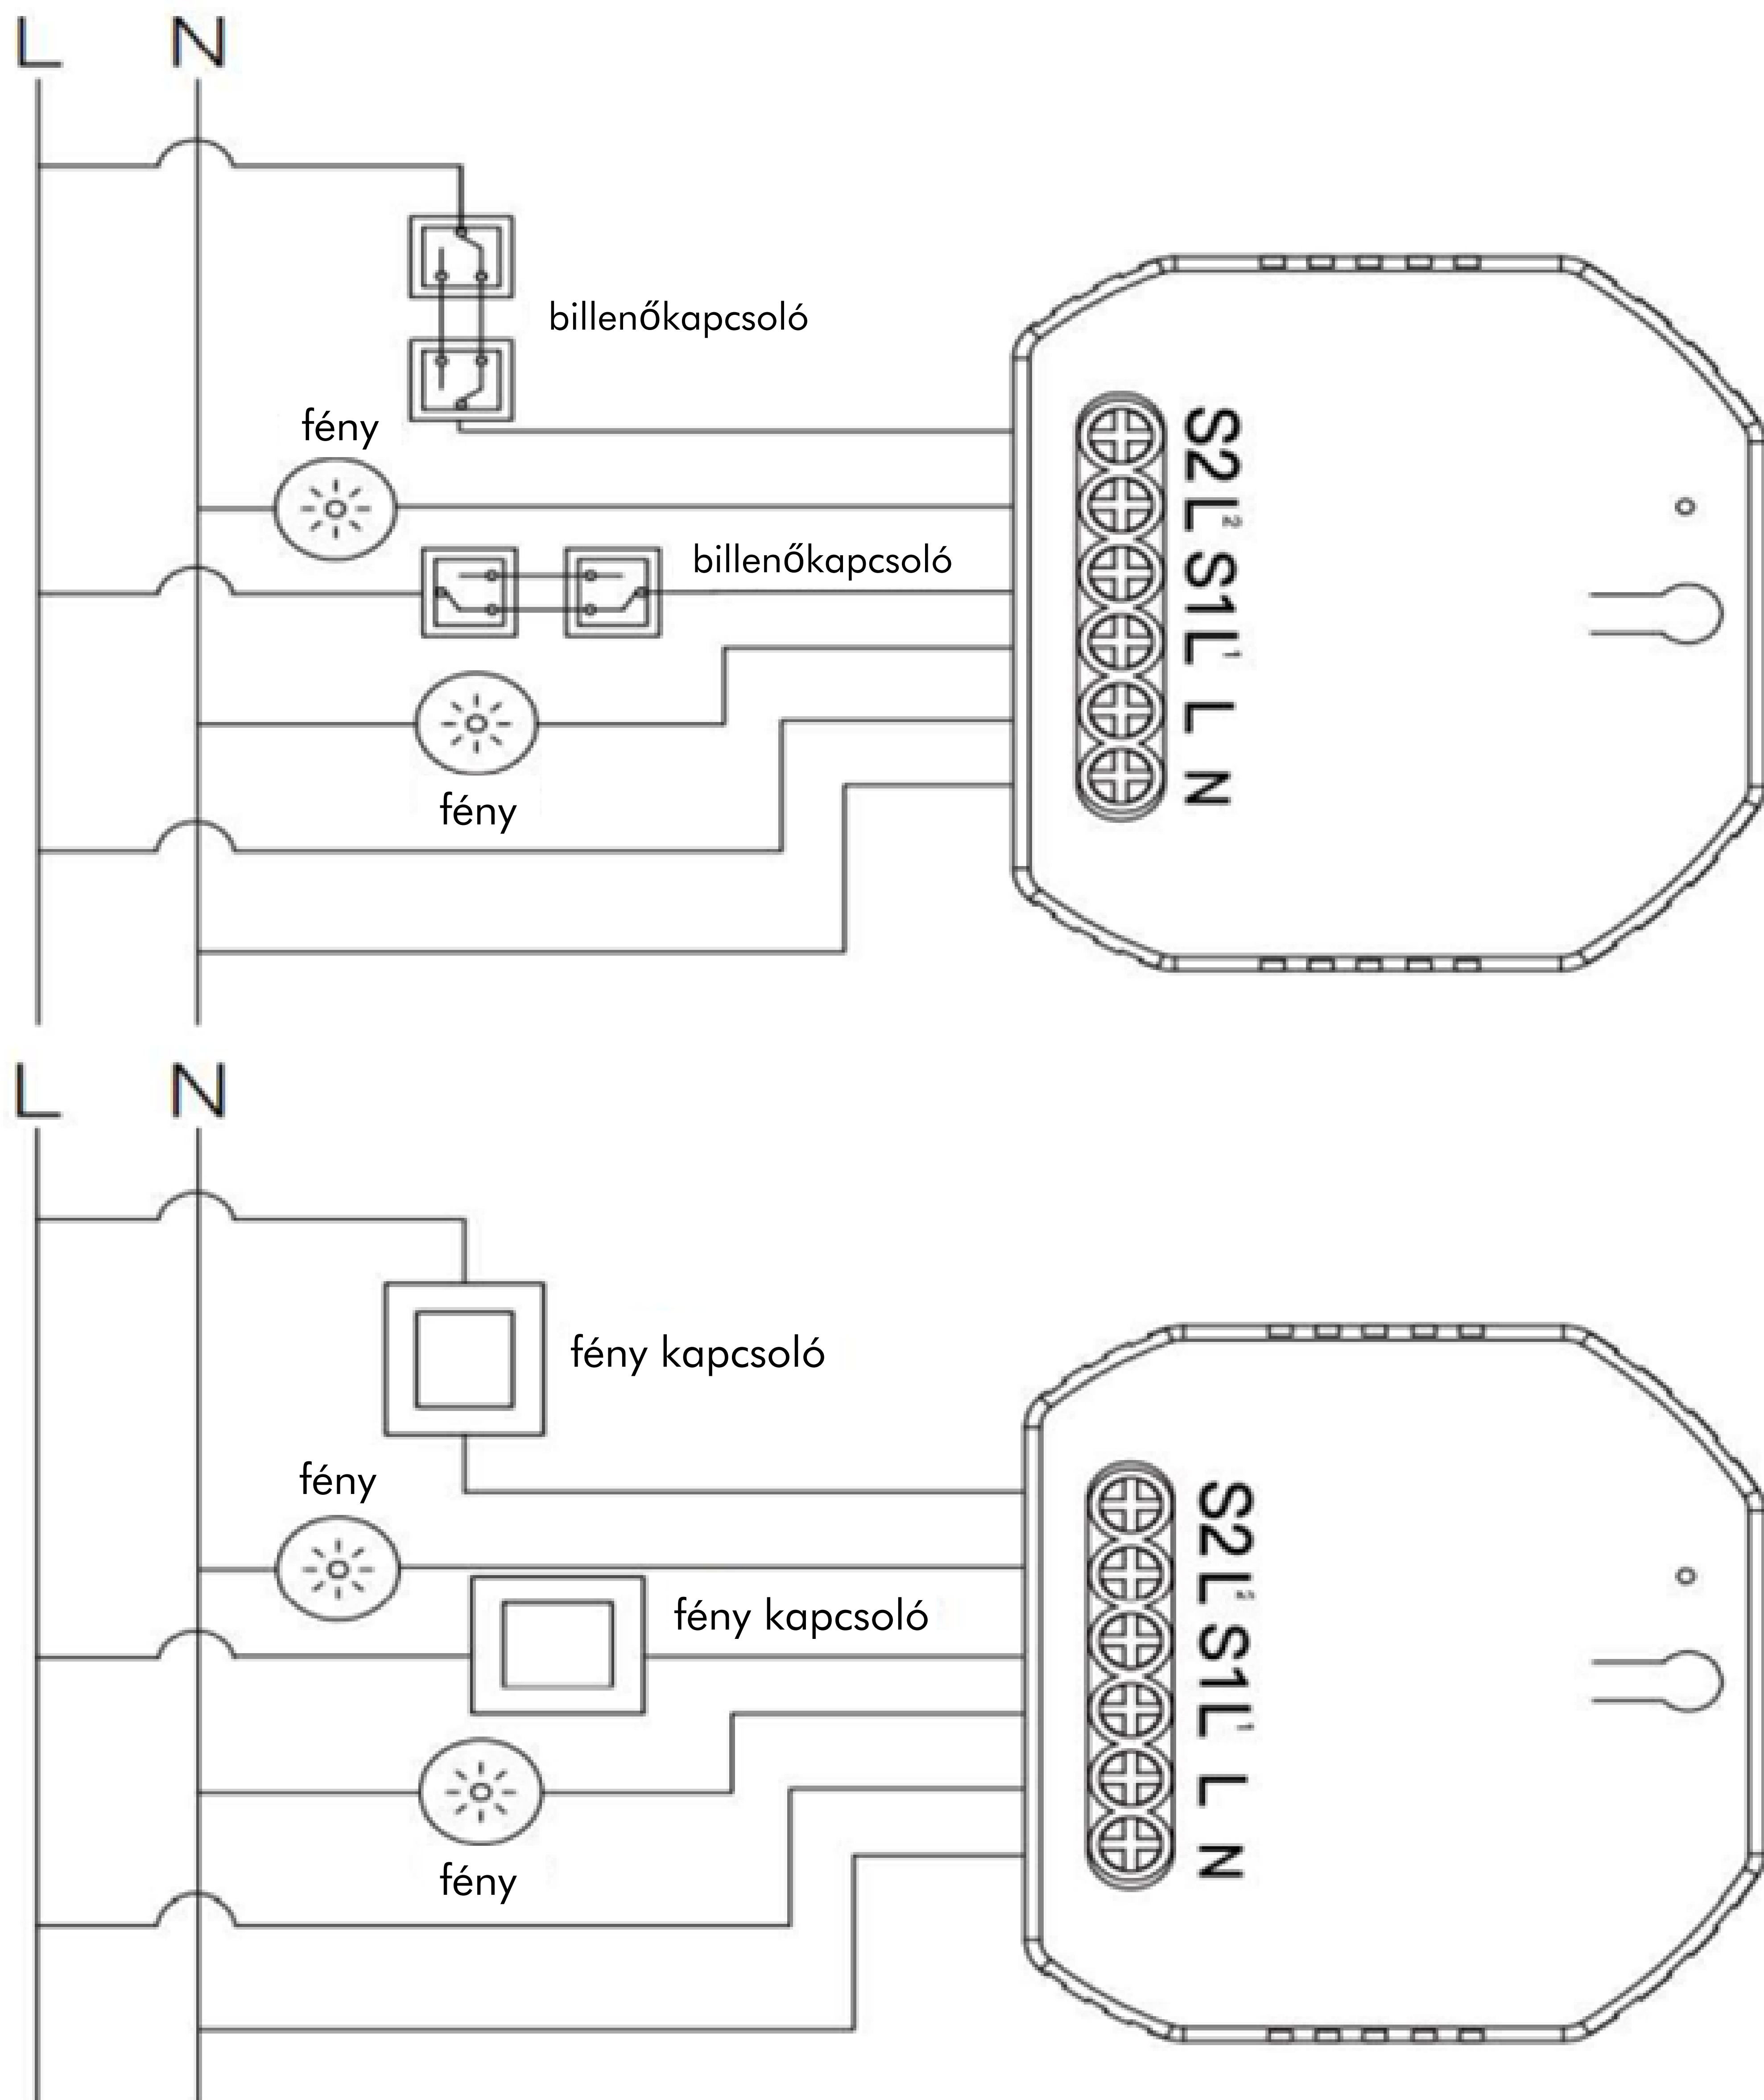 L N
billenőkapcsoló
fény
billenőkapcsoló
fény
S2 L2 S1 L1 L N
L N
fény kapcsoló
fény
fény kapcsoló
fény
S2 L2 S1 L1 L N